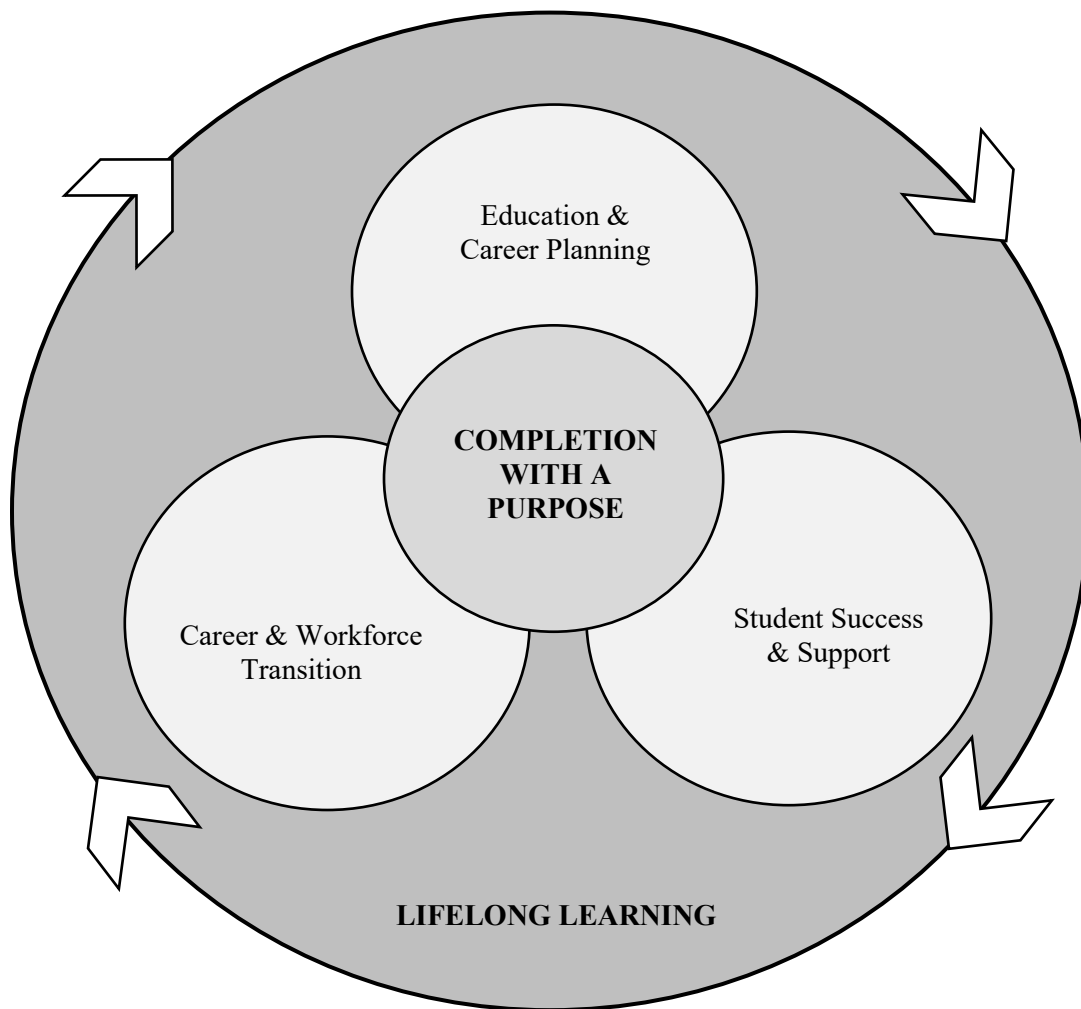 Education &
Career Planning
COMPLETION
WITH A
PURPOSE
Career & Workforce
Transition
Student Success
& Support
LIFELONG LEARNING